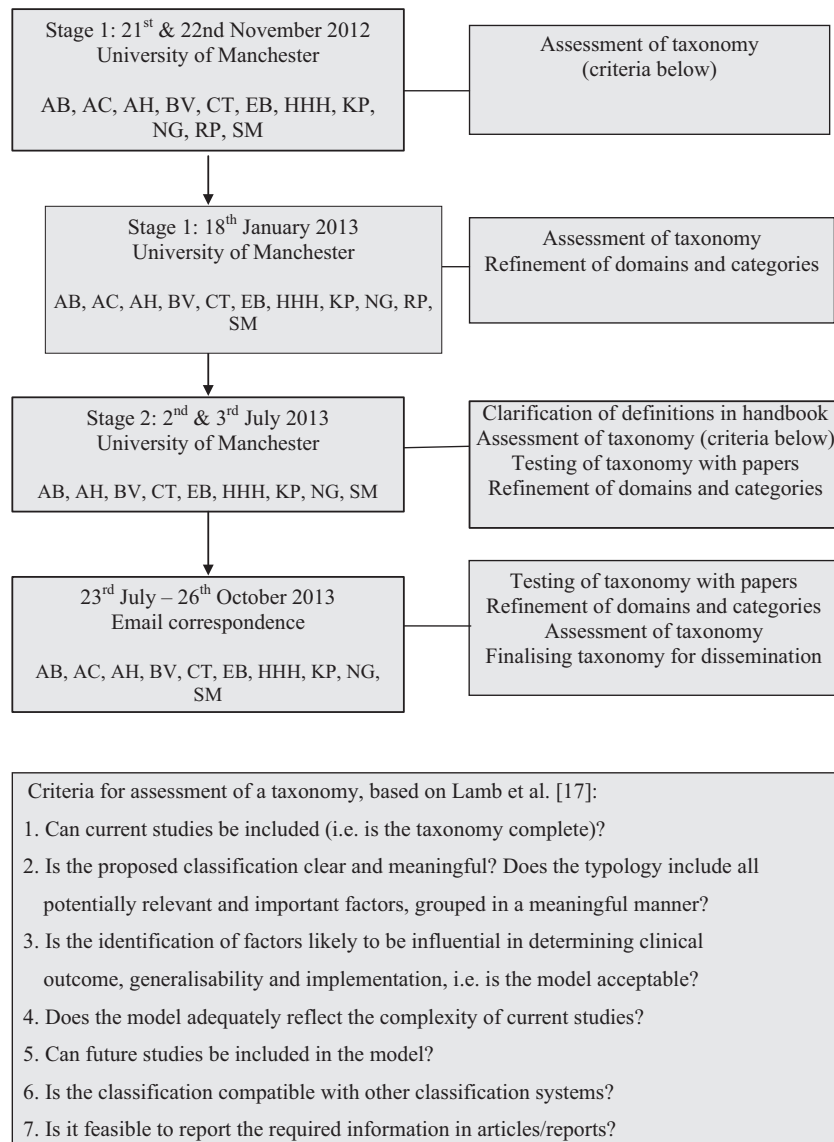 Stage 1: 21st & 22nd November 2012
University of Manchester
AB, AC, AH, BV, CT, EB, HHH, KP,
NG, RP, SM
Assessment of taxonomy
(criteria below)
Stage 1: 18th January 2013
University of Manchester
AB, AC, AH, BV, CT, EB, HHH, KP, NG, RP,
SM
Assessment of taxonomy
Refinement of domains and categories
Stage 2: 2nd & 3rd July 2013
University of Manchester
AB, AH, BV, CT, EB, HHH, KP, NG, SM
Clarification of definitions in handbook
Assessment of taxonomy (criteria below)
Testing of taxonomy with papers
Refinement of domains and categories
23rd July – 26th October 2013
Email correspondence
AB, AC, AH, BV, CT, EB, HHH, KP, NG,
SM
Testing of taxonomy with papers
Refinement of domains and categories
Assessment of taxonomy
Finalising taxonomy for dissemination
Criteria for assessment of a taxonomy, based on Lamb et al. [17]:
1. Can current studies be included (i.e. is the taxonomy complete)?
2. Is the proposed classification clear and meaningful? Does the typology include all
potentially relevant and important factors, grouped in a meaningful manner?
3. Is the identification of factors likely to be influential in determining clinical
outcome, generalisability and implementation, i.e. is the model acceptable?
4. Does the model adequately reflect the complexity of current studies?
5. Can future studies be included in the model?
6. Is the classification compatible with other classification systems?
7. Is it feasible to report the required information in articles/reports?